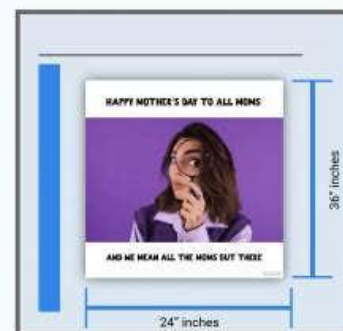 HAPPY MOTHER'S DAY TO ALL MOMS
AND WE MEAN ALL THE MOMS OUT THERE
36" inches
24" inches